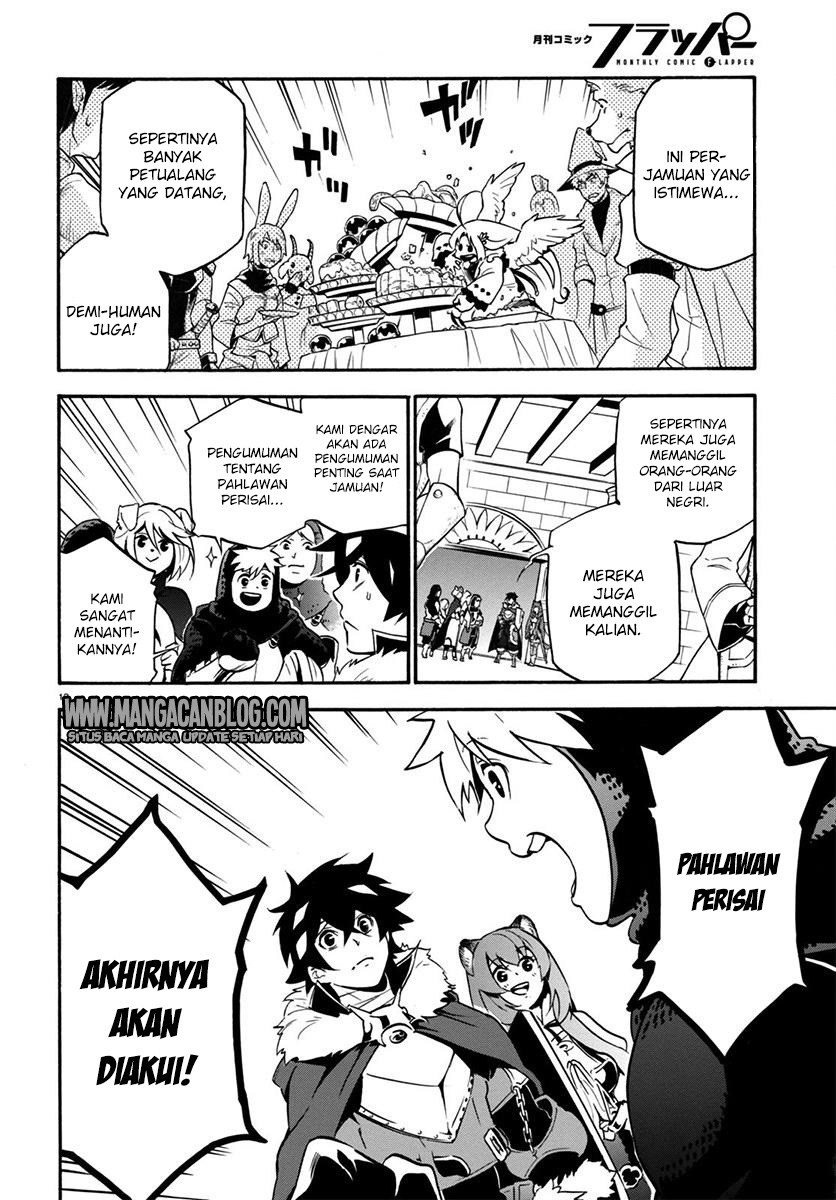 月刊コミック
フラッパー
MONTHLY COMIC FLAPPER
INI PER-
JAMUAN YANG
ISTIMEWA...
SEPERTINYA
BANYAK
PETUALANG
YANG DATANG,
DEMI-HUMAN
JUGA!
SEPERTINYA
MEREKA JUGA
MEMANGGIL
ORANG-ORANG
DARI LUAR
NEGRI.
MEREKA
JUGA
MEMANGGIL
KALIAN.
KAMI DENGAR
AKAN ADA
PENGUMUMAN
PENTING SAAT
JAMUAN!
PENGUMUMAN
TENTANG
PAHLAWAN
PERISAI...
KAMI
SANGAT
MENANTI-
KANNYA!
WWW.MANGACANBLOG.COM
SITUS BACA MANGA UPDATE SETIAP HARI
PAHLAWAN
PERISAI
AKHIRNYA
AKAN
DIAKUI!